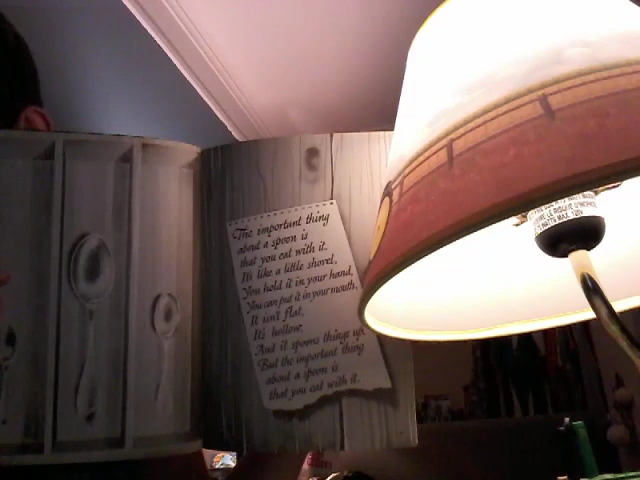 The important thing
about a spoon is
that you eat with it.
It's like a little shovel,
You hold it in your hand,
You can put it in your mouth,
It isn't flat,
It's hollow,
And it spoons things up.
But the important thing
about a spoon is
that you eat with it.